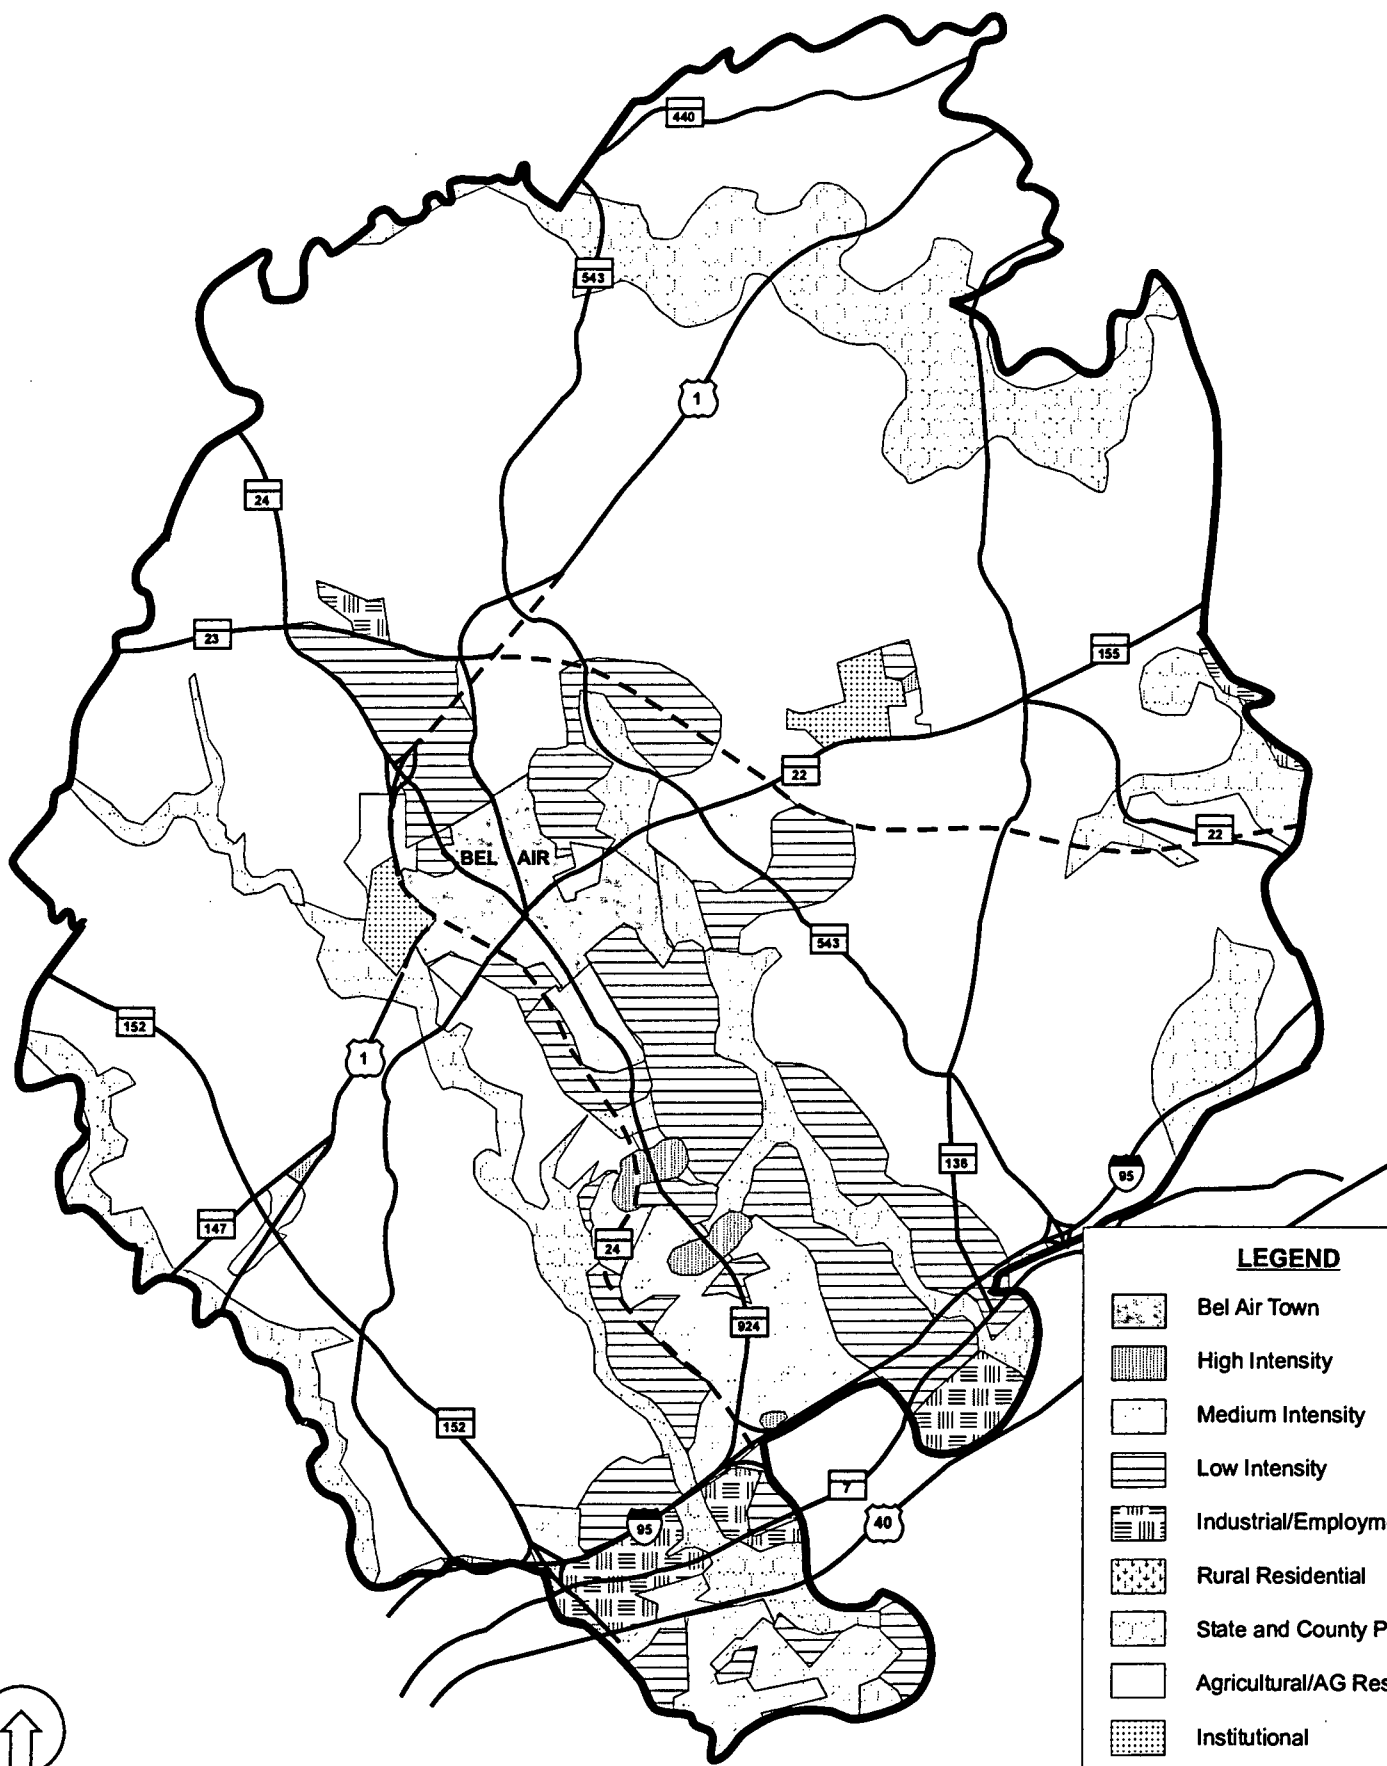 440
543
1
24
23
155
22
22
BEL AIR
543
152
1
136
95
147
24
924
152
7
95
40
LEGEND
Bel Air Town
High Intensity
Medium Intensity
Low Intensity
Industrial/Employm
Rural Residential
State and County P
Agricultural/AG Res
Institutional